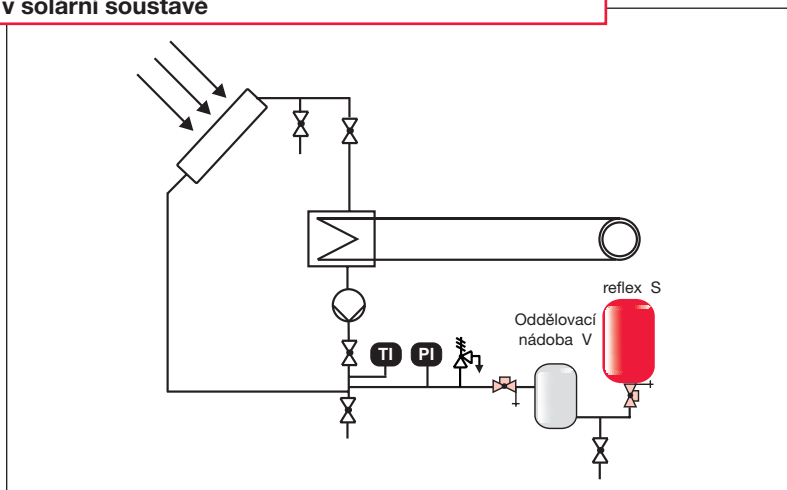 v solární soustavě
reflex S
Oddělovací
nádoba V
TI
PI